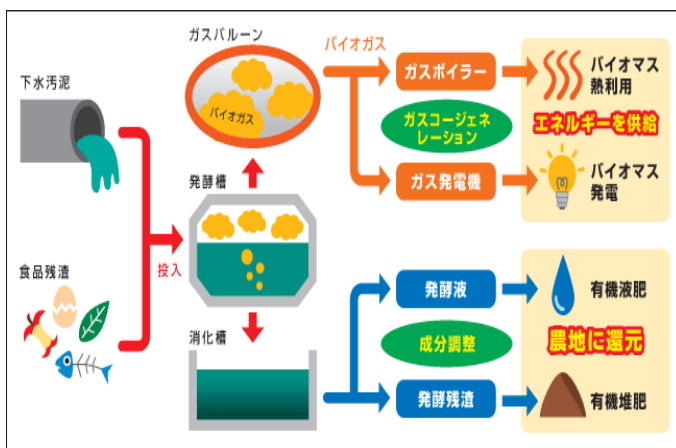 下水汚泥
食品残渣
投入
ガスバルーン
バイオガス
発酵槽
消化槽
バイオガス
ガスボイラー
ガスコージェネ
レーション
ガス発電機
バイオマス
熱利用
エネルギーを供給
バイオマス
発電
発酵液
成分調整
発酵残渣
有機液肥
農地に還元
有機堆肥